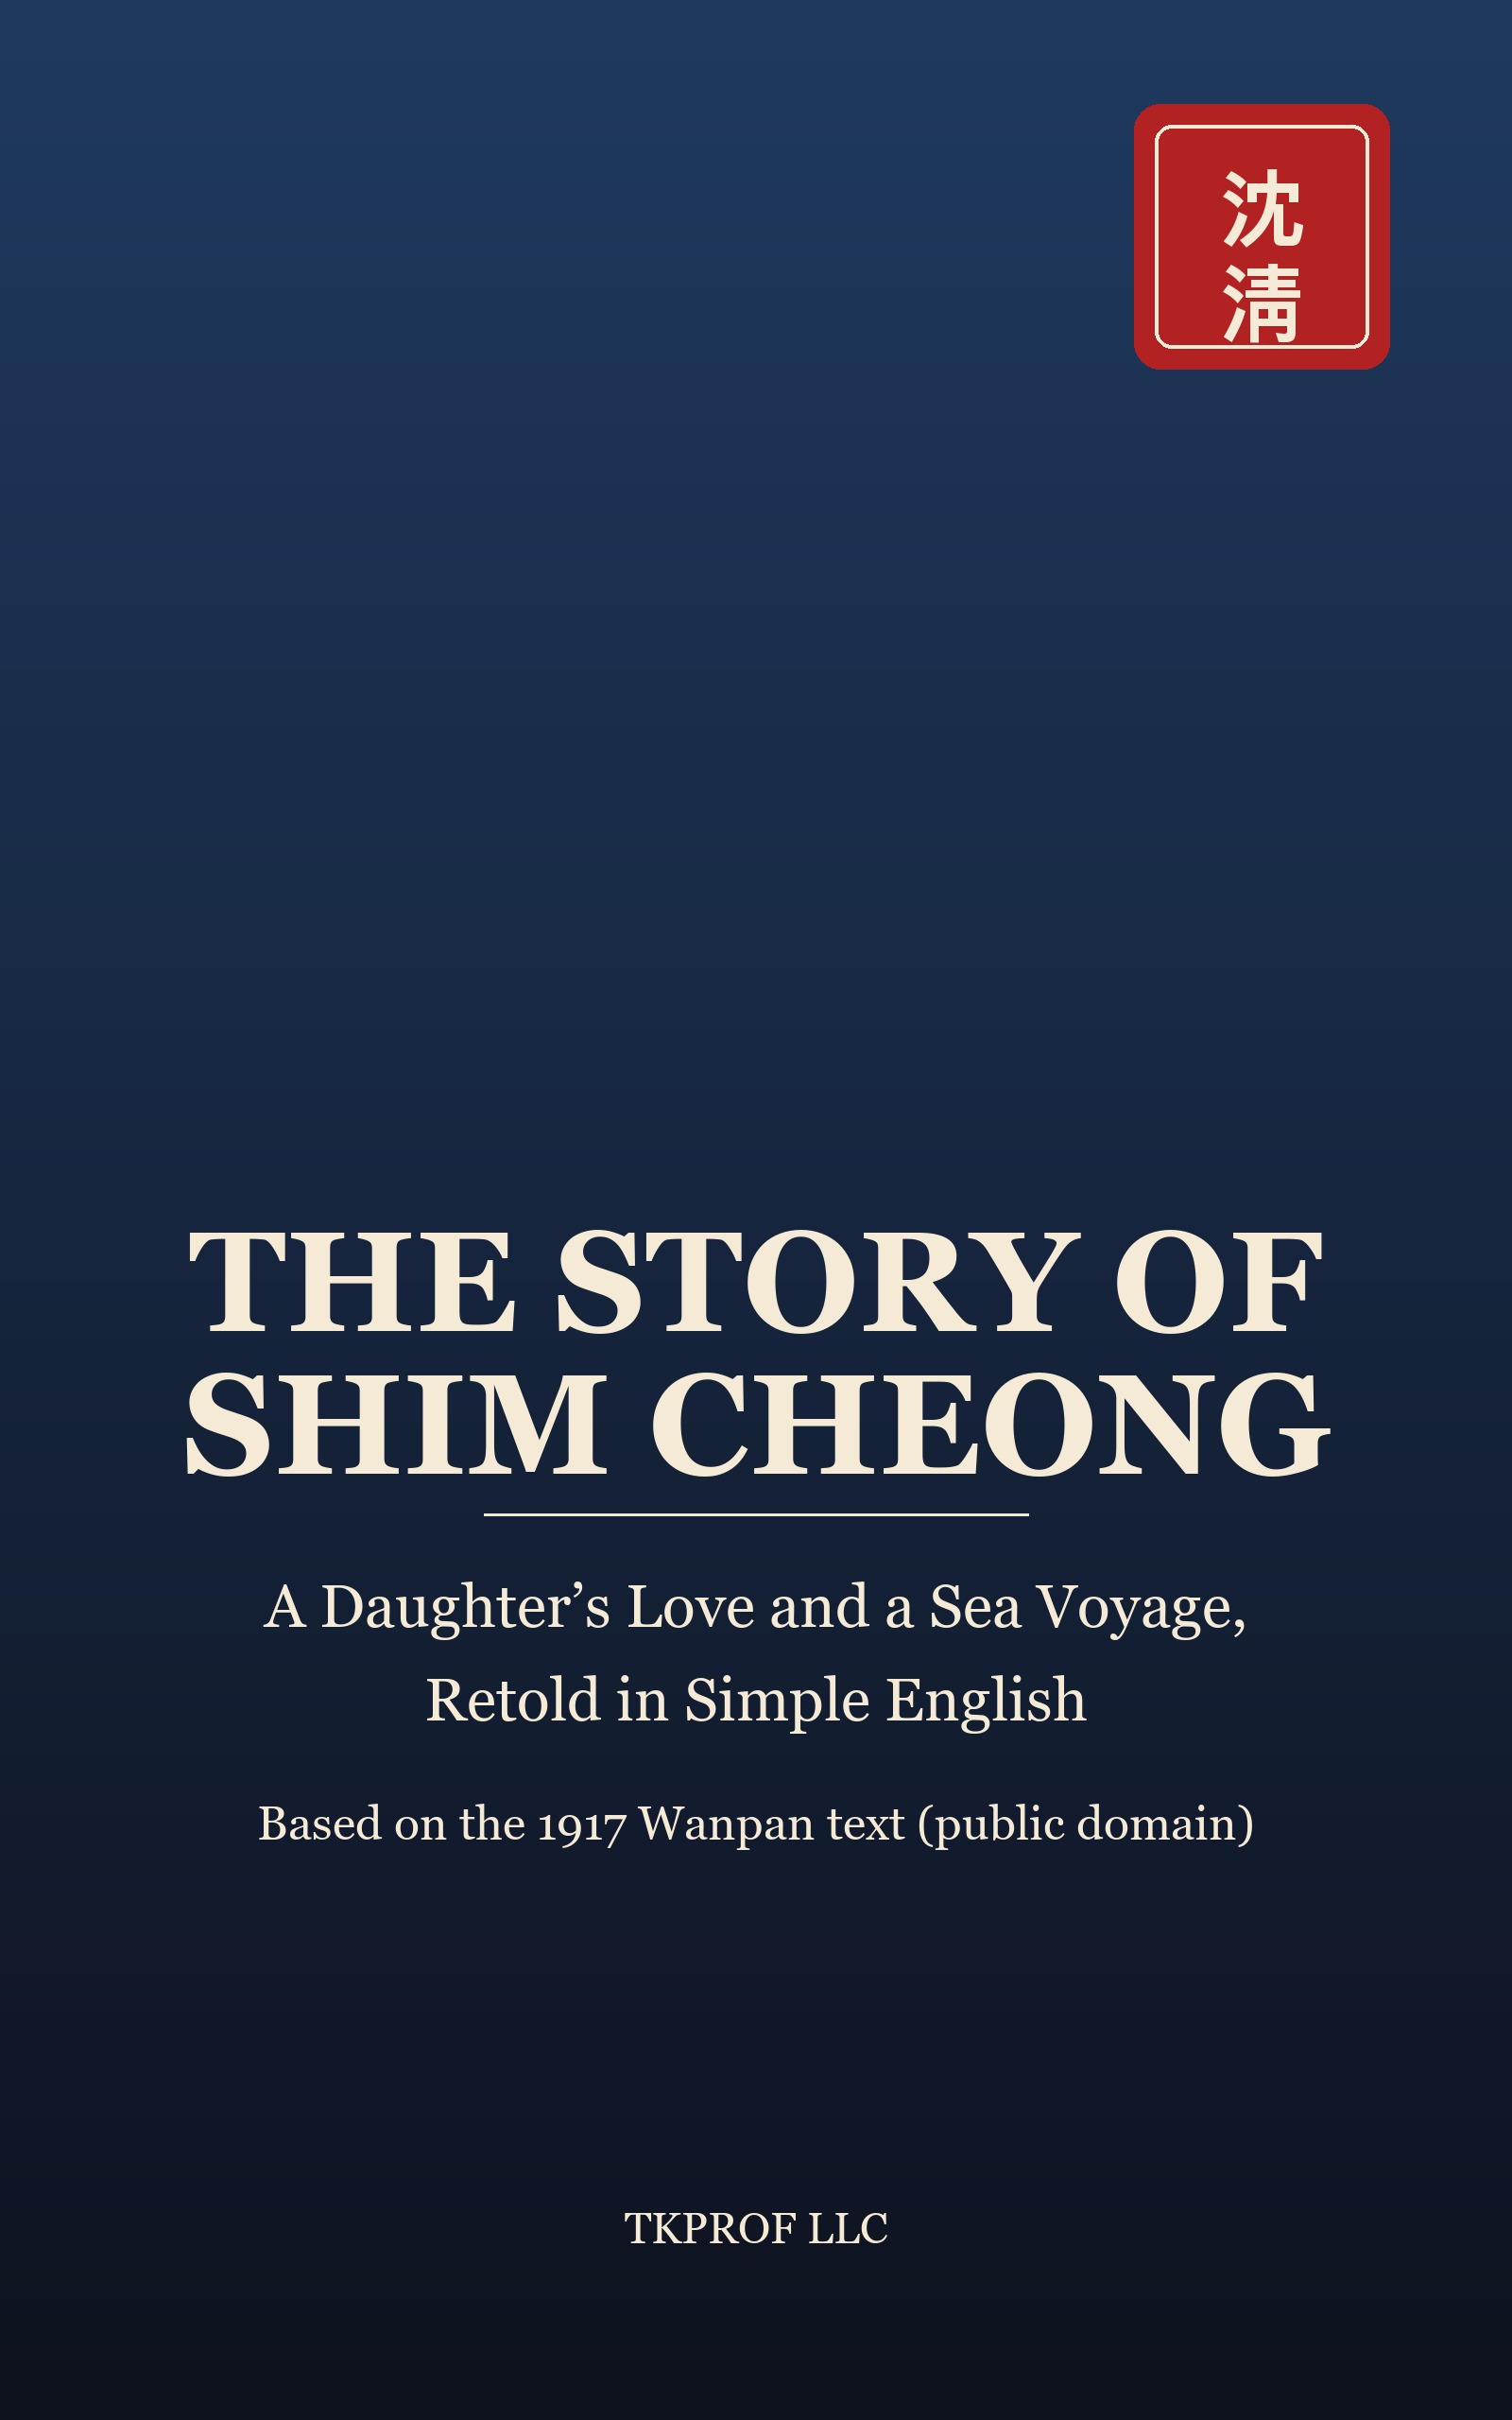 沈
淸
THE STORY OF
SHIM CHEONG
A Daughter’s Love and a Sea Voyage,
Retold in Simple English
Based on the 1917 Wanpan text (public domain)
TKPROF LLC